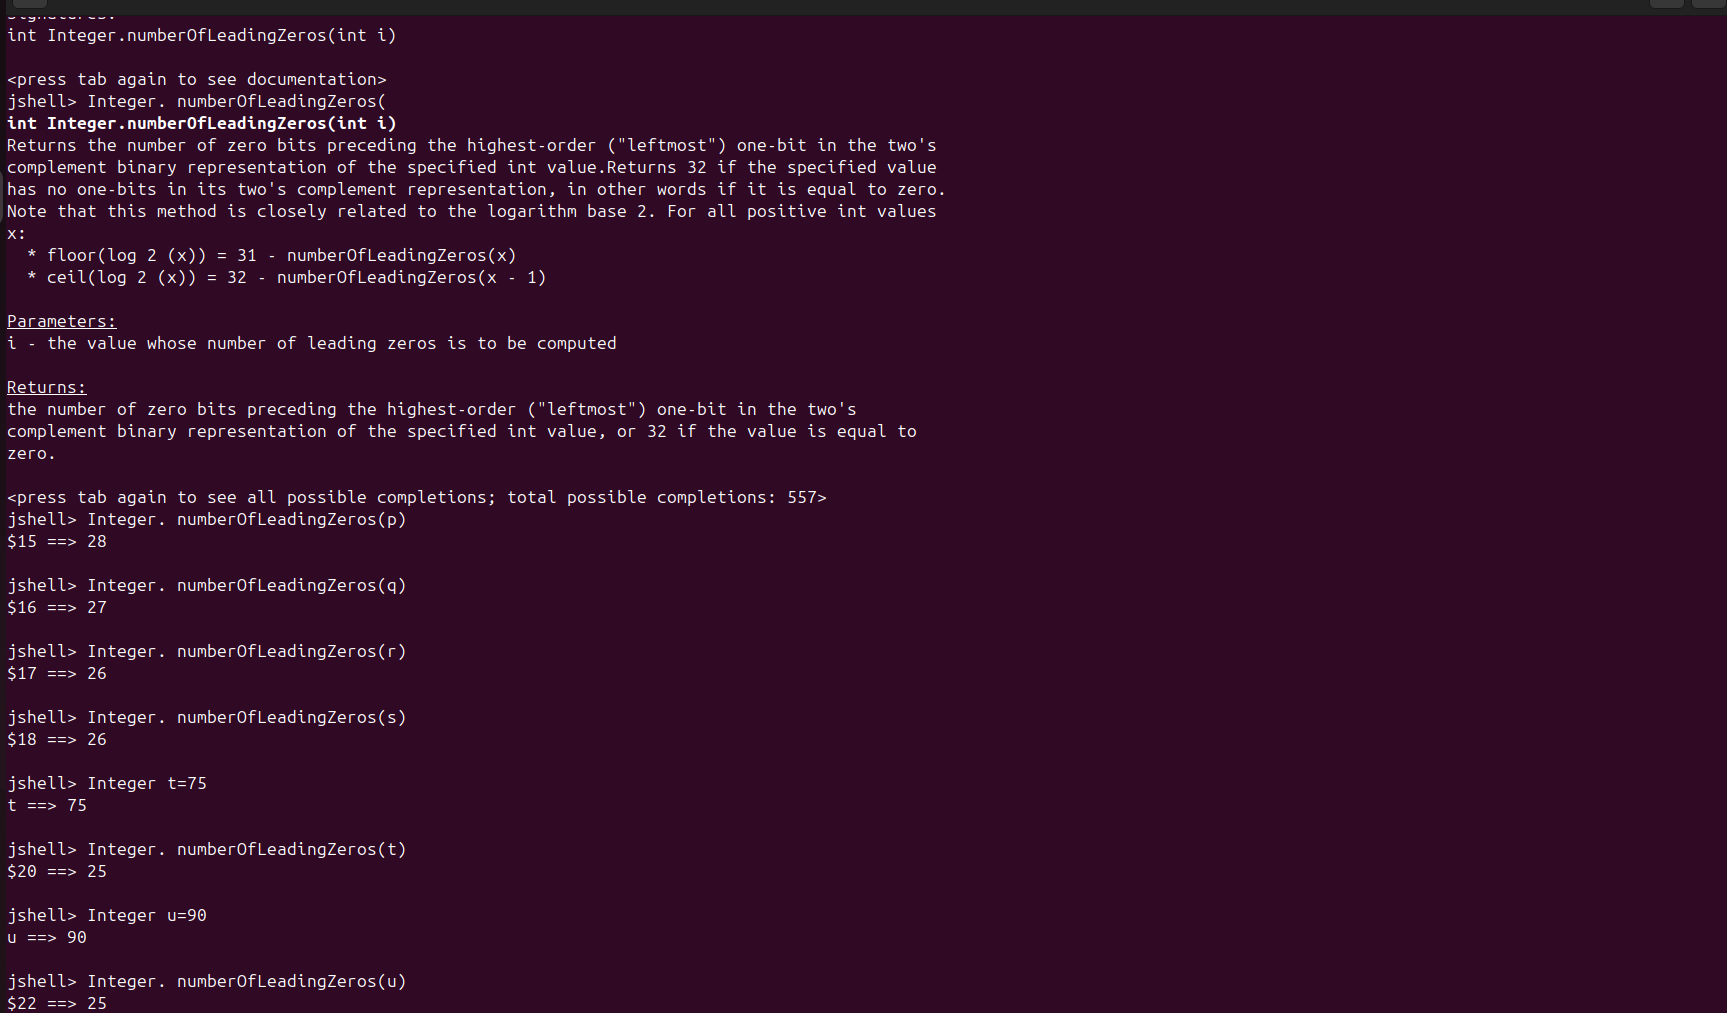 int Integer.numberOfLeadingZeros(int i)
<press tab again to see documentation>
jshell> Integer. numberOfLeadingZeros(
int Integer.numberOfLeadingZeros(int i)
Returns the number of zero bits preceding the highest-order ("leftmost") one-bit in the two's
complement binary representation of the specified int value.Returns 32 if the specified value
has no one-bits in its two's complement representation, in other words if it is equal to zero.
Note that this method is closely related to the logarithm base 2. For all positive int values
x:
  * floor(log 2 (x)) = 31 - numberOfLeadingZeros(x)
  * ceil(log 2 (x)) = 32 - numberOfLeadingZeros(x - 1)
Parameters:
i - the value whose number of leading zeros is to be computed
Returns:
the number of zero bits preceding the highest-order ("leftmost") one-bit in the two's
complement binary representation of the specified int value, or 32 if the value is equal to
zero.
<press tab again to see all possible completions; total possible completions: 557>
jshell> Integer. numberOfLeadingZeros(p)
$15 ==> 28
jshell> Integer. numberOfLeadingZeros(q)
$16 ==> 27
jshell> Integer. numberOfLeadingZeros(r)
$17 ==> 26
jshell> Integer. numberOfLeadingZeros(s)
$18 ==> 26
jshell> Integer t=75
t ==> 75
jshell> Integer. numberOfLeadingZeros(t)
$20 ==> 25
jshell> Integer u=90
u ==> 90
jshell> Integer. numberOfLeadingZeros(u)
$22 ==> 25